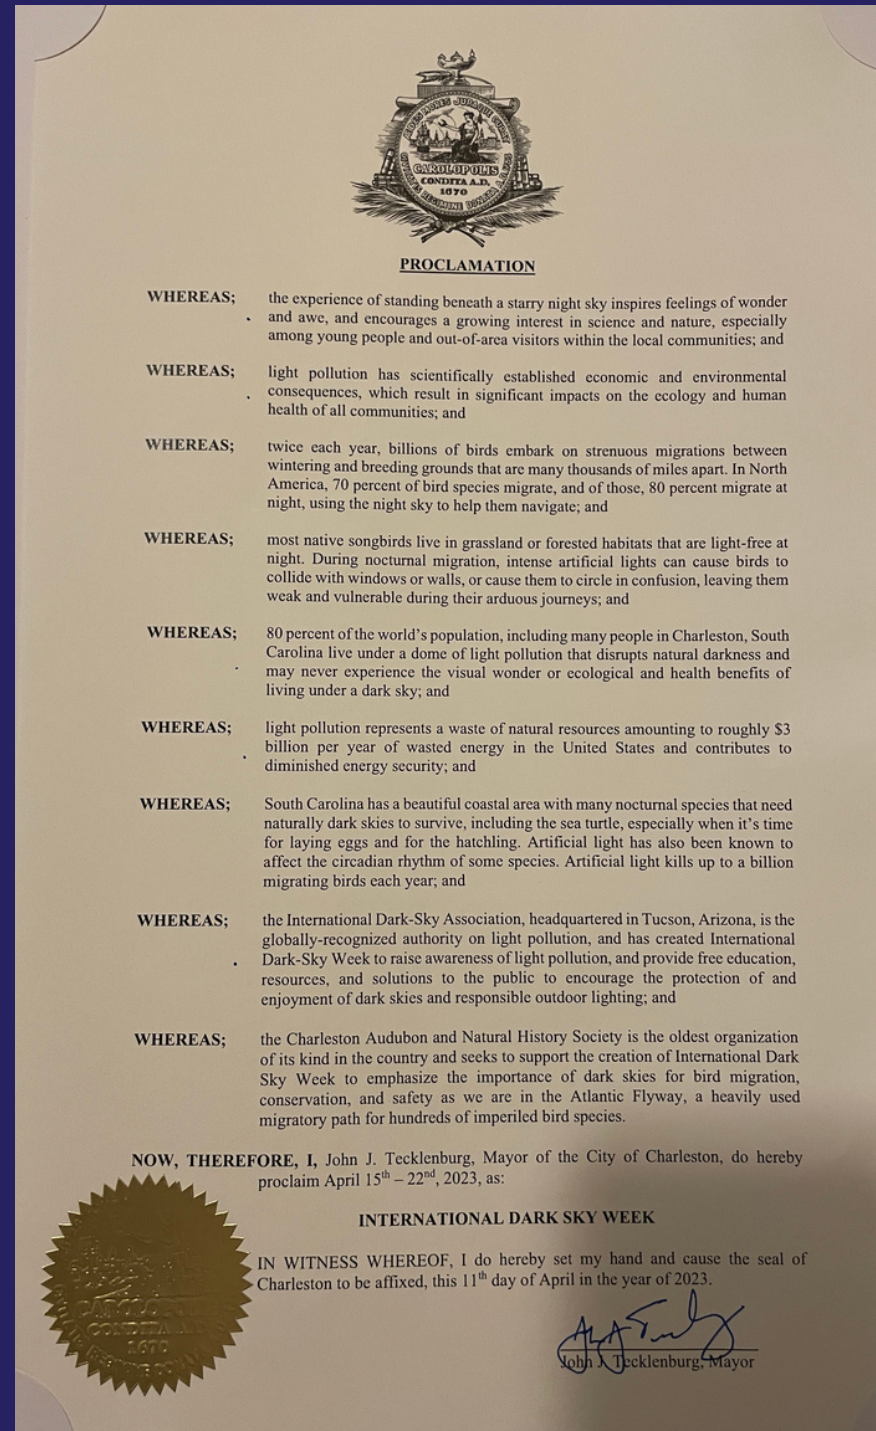 AEDES MORES JURAQUE CURAT
CAROLOPOLIS
CONDITA A.D.
1670
CIVITATIS REGIMINE DONATA
PROCLAMATION
WHEREAS; the experience of standing beneath a starry night sky inspires feelings of wonder
and awe, and encourages a growing interest in science and nature, especially
among young people and out-of-area visitors within the local communities; and
WHEREAS; light pollution has scientifically established economic and environmental
consequences, which result in significant impacts on the ecology and human
health of all communities; and
WHEREAS; twice each year, billions of birds embark on strenuous migrations between
wintering and breeding grounds that are many thousands of miles apart. In North
America, 70 percent of bird species migrate, and of those, 80 percent migrate at
night, using the night sky to help them navigate; and
WHEREAS; most native songbirds live in grassland or forested habitats that are light-free at
night. During nocturnal migration, intense artificial lights can cause birds to
collide with windows or walls, or cause them to circle in confusion, leaving them
weak and vulnerable during their arduous journeys; and
WHEREAS; 80 percent of the world's population, including many people in Charleston, South
Carolina live under a dome of light pollution that disrupts natural darkness and
may never experience the visual wonder or ecological and health benefits of
living under a dark sky; and
WHEREAS; light pollution represents a waste of natural resources amounting to roughly $3
billion per year of wasted energy in the United States and contributes to
diminished energy security; and
WHEREAS; South Carolina has a beautiful coastal area with many nocturnal species that need
naturally dark skies to survive, including the sea turtle, especially when it's time
for laying eggs and for the hatchling. Artificial light has also been known to
affect the circadian rhythm of some species. Artificial light kills up to a billion
migrating birds each year; and
WHEREAS; the International Dark-Sky Association, headquartered in Tucson, Arizona, is the
globally-recognized authority on light pollution, and has created International
Dark-Sky Week to raise awareness of light pollution, and provide free education,
resources, and solutions to the public to encourage the protection of and
enjoyment of dark skies and responsible outdoor lighting; and
WHEREAS; the Charleston Audubon and Natural History Society is the oldest organization
of its kind in the country and seeks to support the creation of International Dark
Sky Week to emphasize the importance of dark skies for bird migration,
conservation, and safety as we are in the Atlantic Flyway, a heavily used
migratory path for hundreds of imperiled bird species.
NOW, THEREFORE, I, John J. Tecklenburg, Mayor of the City of Charleston, do hereby
proclaim April 15th – 22nd, 2023, as:
INTERNATIONAL DARK SKY WEEK
IN WITNESS WHEREOF, I do hereby set my hand and cause the seal of
Charleston to be affixed, this 11th day of April in the year of 2023.
John J. Tecklenburg, Mayor
CAROLOPOLIS
CONDITA A.D.
1670